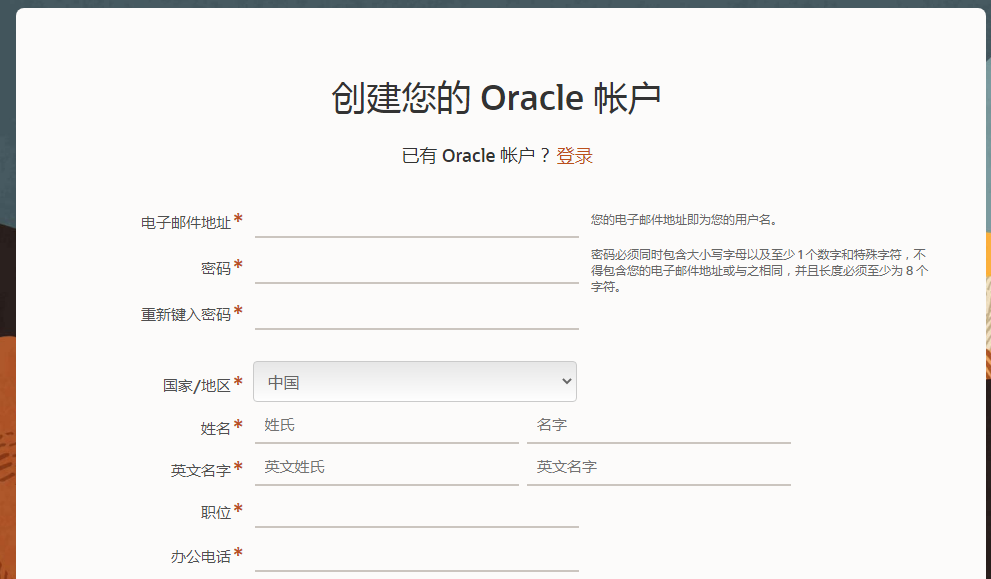 创建您的 Oracle 帐户
已有 Oracle 帐户？登录
电子邮件地址* 您的电子邮件地址即为您的用户名。
密码* 密码必须同时包含大小写字母以及至少 1 个数字和特殊字符，不
得包含您的电子邮件地址或与之相同，并且长度必须至少为 8 个
字符。
重新键入密码*
国家/地区* 中国
姓名* 姓氏 名字
英文名字* 英文姓氏 英文名字
职位*
办公电话*